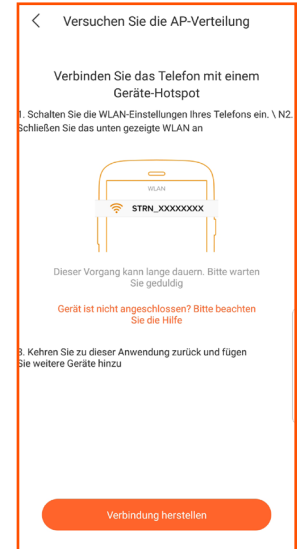 Versuchen Sie die AP-Verteilung
Verbinden Sie das Telefon mit einem
Geräte-Hotspot
1. Schalten Sie die WLAN-Einstellungen Ihres Telefons ein. \ N2.
Schließen Sie das unten gezeigte WLAN an
WLAN
STRN_XXXXXXXX
Dieser Vorgang kann lange dauern. Bitte warten
Sie geduldig
Gerät ist nicht angeschlossen? Bitte beachten
Sie die Hilfe
3. Kehren Sie zu dieser Anwendung zurück und fügen
Sie weitere Geräte hinzu
Verbindung herstellen